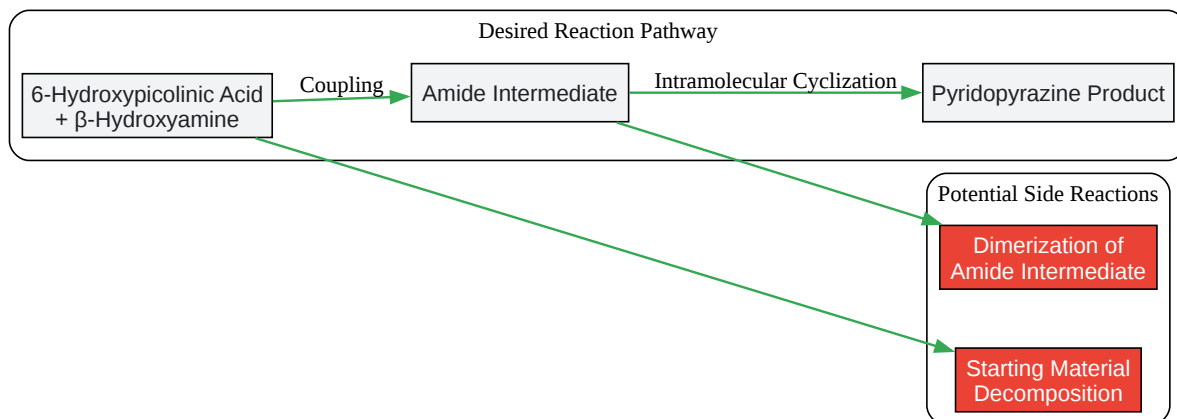 Desired Reaction Pathway
6-Hydroxypicolinic Acid
+ β-Hydroxyamine
Coupling
Amide Intermediate
Intramolecular Cyclization
Pyridopyrazine Product
Potential Side Reactions
Dimerization of
Amide Intermediate
Starting Material
Decomposition